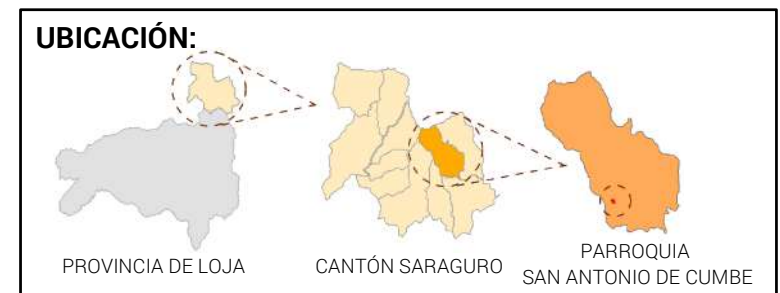 UBICACIÓN:
PROVINCIA DE LOJA
CANTÓN SARAGURO
PARROQUIA
SAN ANTONIO DE CUMBE